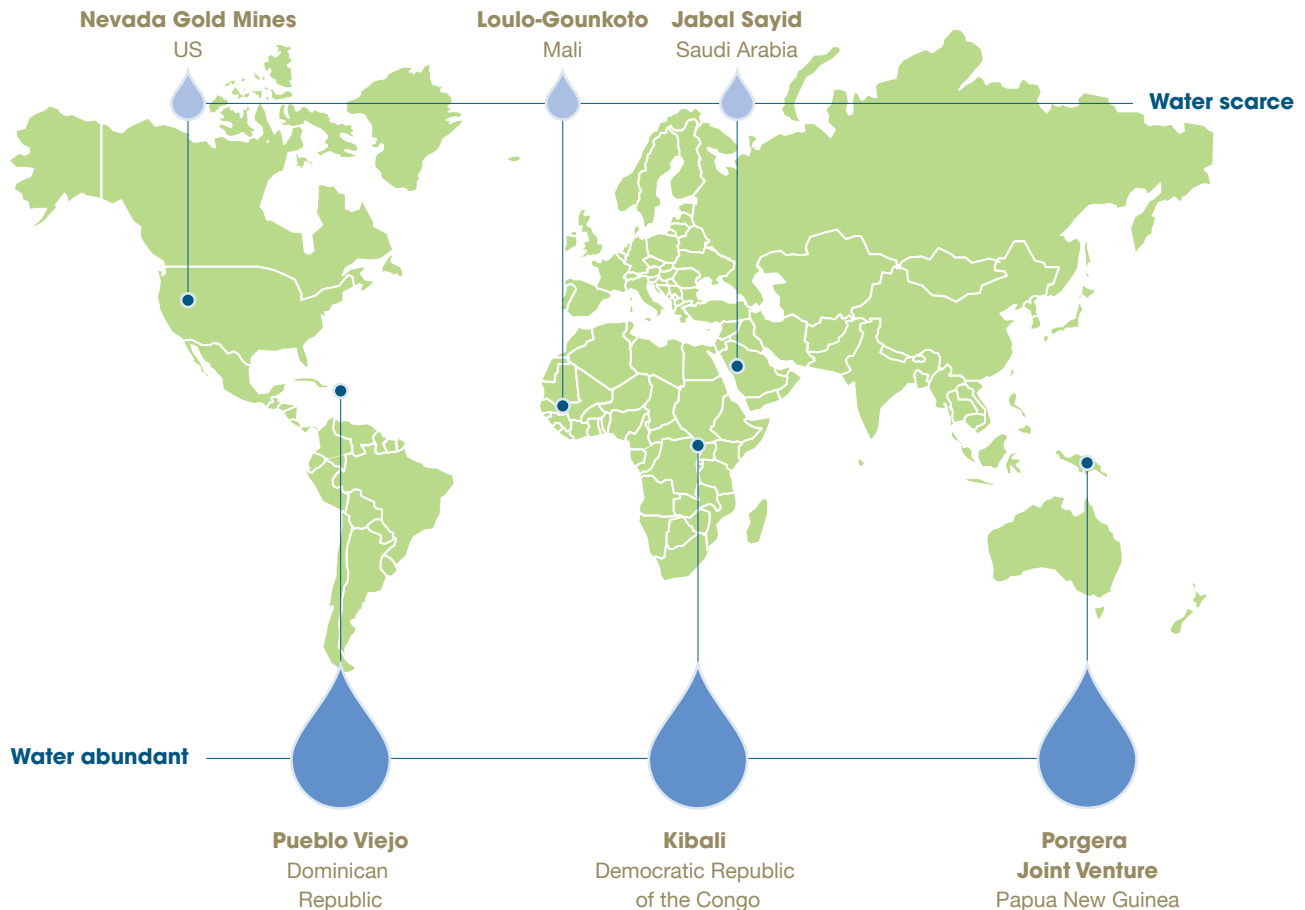 Nevada Gold Mines
US
Loulo-Gounkoto
Mali
Jabal Sayid
Saudi Arabia
Water scarce
Water abundant
Pueblo Viejo
Dominican
Republic
Kibali
Democratic Republic
of the Congo
Porgera
Joint Venture
Papua New Guinea